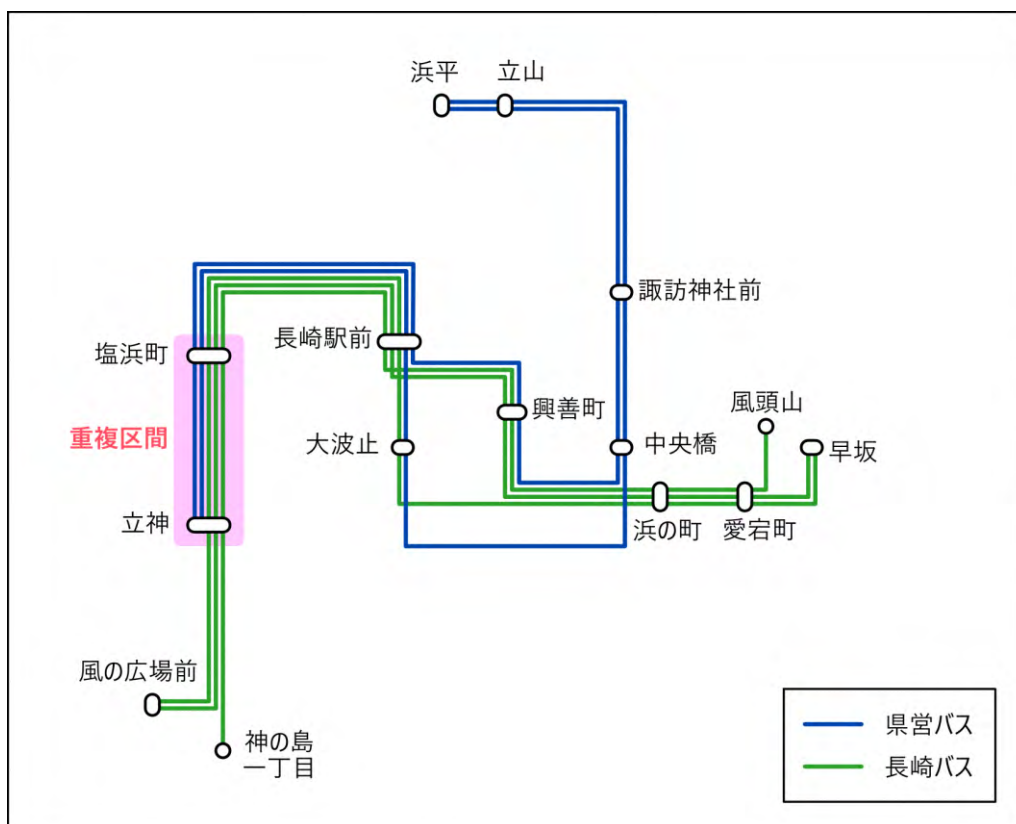 浜平
立山
諏訪神社前
塩浜町
長崎駅前
重複区間
大波止
興善町
中央橋
風頭山
早坂
立神
浜の町
愛宕町
風の広場前
神の島
一丁目
県営バス
長崎バス